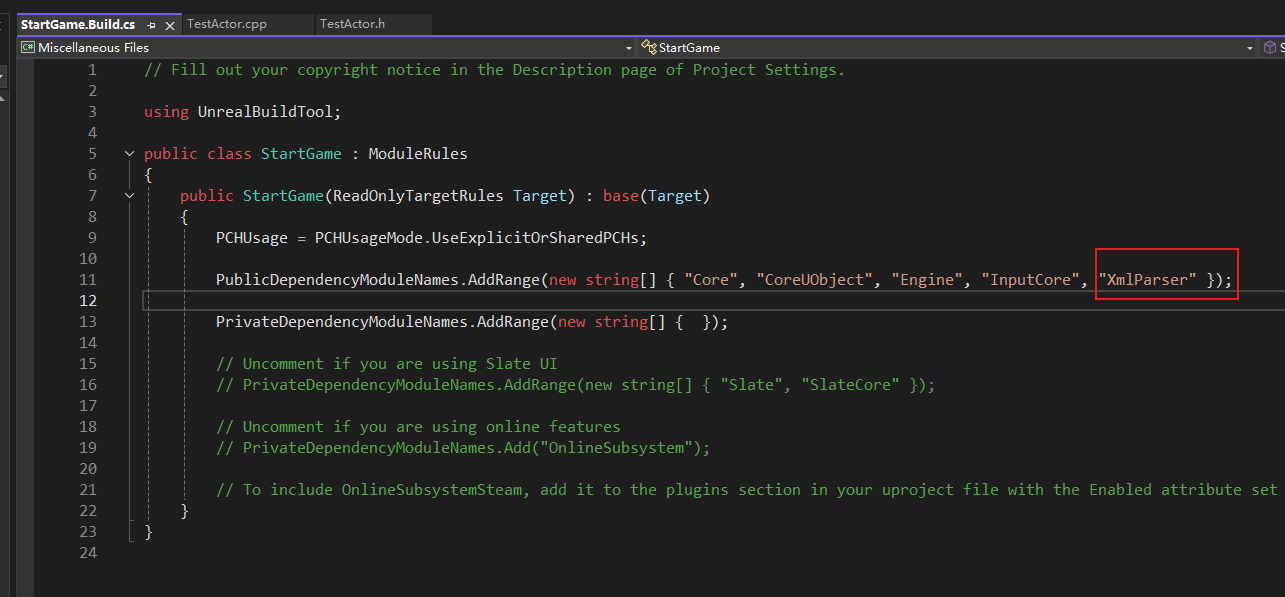 StartGame.Build.cs TestActor.cpp TestActor.h
C# Miscellaneous Files StartGame
1 // Fill out your copyright notice in the Description page of Project Settings.
2
3 using UnrealBuildTool;
4
5 public class StartGame : ModuleRules
6 {
7 public StartGame(ReadOnlyTargetRules Target) : base(Target)
8 {
9 PCHUsage = PCHUsageMode.UseExplicitOrSharedPCHs;
10
11 PublicDependencyModuleNames.AddRange(new string[] { "Core", "CoreUObject", "Engine", "InputCore", "XmlParser" });
12
13 PrivateDependencyModuleNames.AddRange(new string[] {  });
14
15 // Uncomment if you are using Slate UI
16 // PrivateDependencyModuleNames.AddRange(new string[] { "Slate", "SlateCore" });
17
18 // Uncomment if you are using online features
19 // PrivateDependencyModuleNames.Add("OnlineSubsystem");
20
21 // To include OnlineSubsystemSteam, add it to the plugins section in your uproject file with the Enabled attribute set
22 }
23 }
24